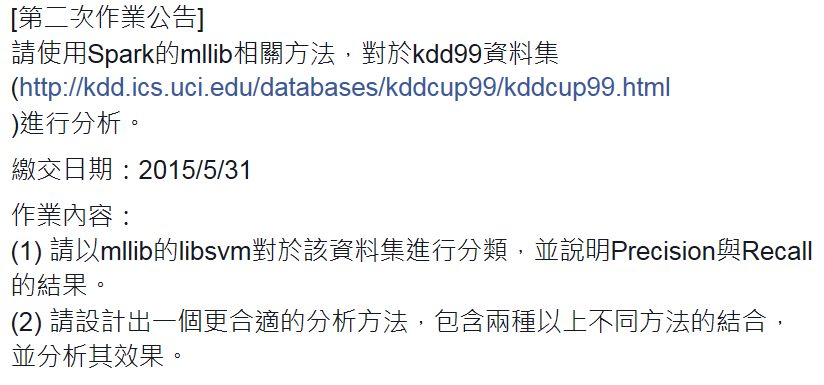 [第二次作業公告]
請使用Spark的mllib相關方法，對於kdd99資料集
(http://kdd.ics.uci.edu/databases/kddcup99/kddcup99.html
)進行分析。
繳交日期：2015/5/31
作業內容：
(1) 請以mllib的libsvm對於該資料集進行分類，並說明Precision與Recall
的結果。
(2) 請設計出一個更合適的分析方法，包含兩種以上不同方法的結合，
並分析其效果。